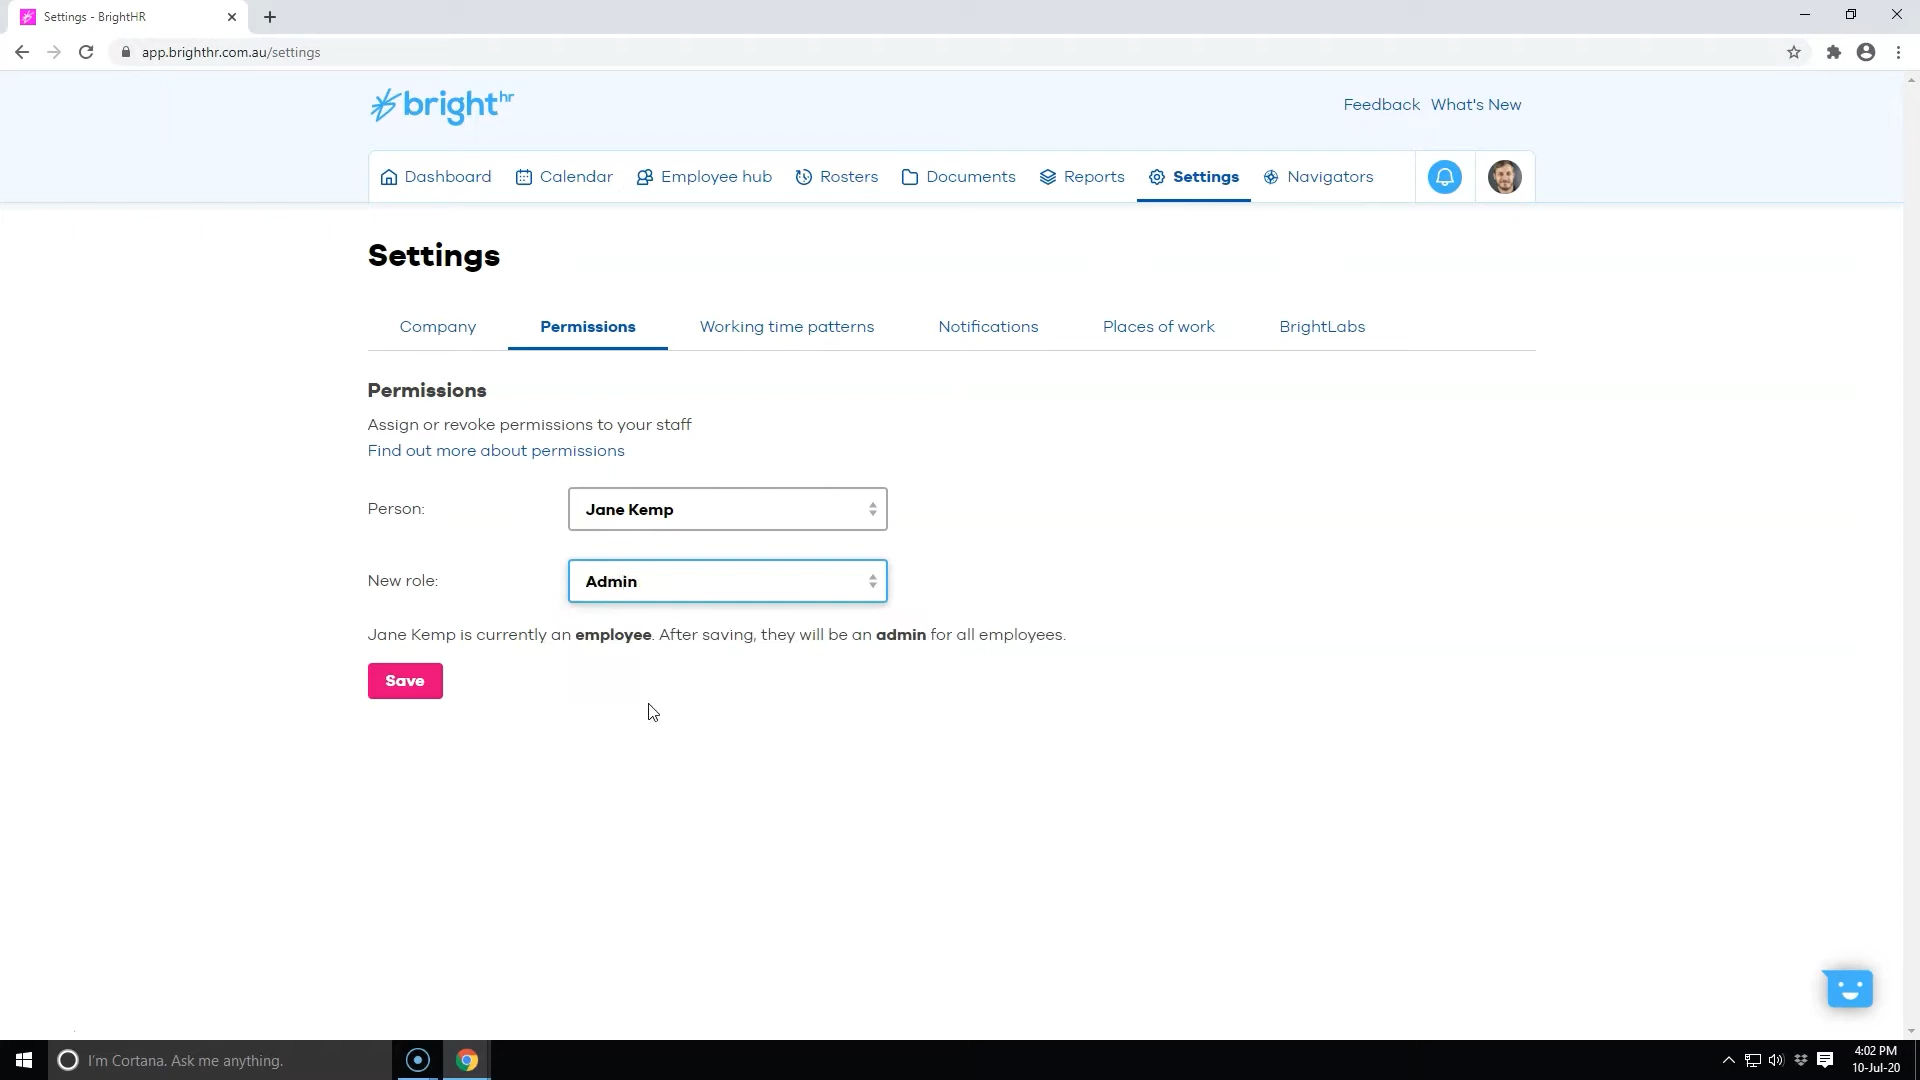 Settings - BrightHR
app.brighthr.com.au/settings
bright hr
Feedback What's New
Dashboard Calendar Employee hub Rosters Documents Reports Settings Navigators
Settings
Company Permissions Working time patterns Notifications Places of work BrightLabs
Permissions
Assign or revoke permissions to your staff
Find out more about permissions
Person: Jane Kemp
New role: Admin
Jane Kemp is currently an employee. After saving, they will be an admin for all employees.
Save
I'm Cortana. Ask me anything.
4:02 PM
10-Jul-20